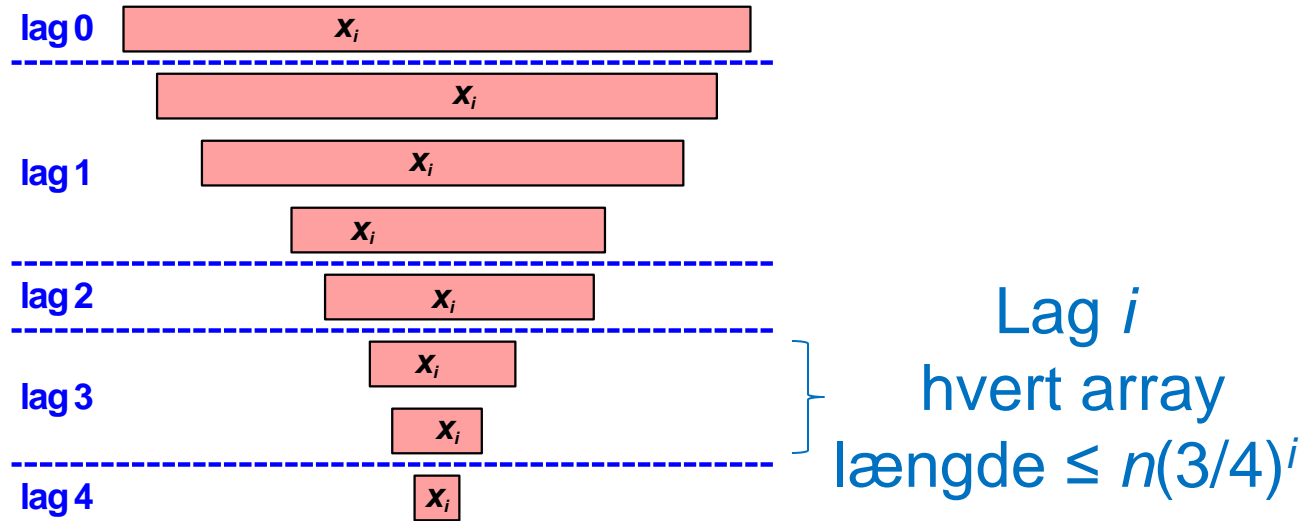 lag 0
x_i
x_i
lag 1
x_i
x_i
lag 2
x_i
lag 3
x_i
x_i
lag 4
x_i
Lag i
hvert array
længde ≤ n(3/4)^i